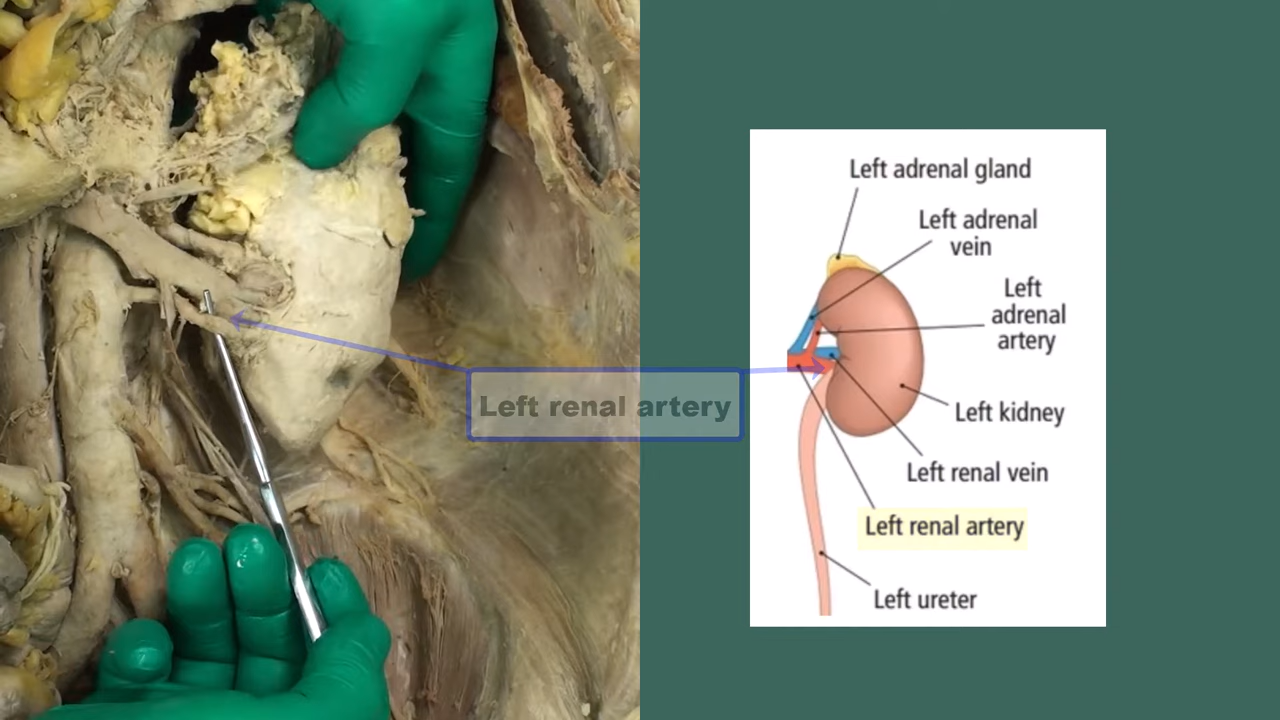 Left renal artery
Left adrenal gland
Left adrenal
vein
Left
adrenal
artery
Left kidney
Left renal vein
Left renal artery
Left ureter